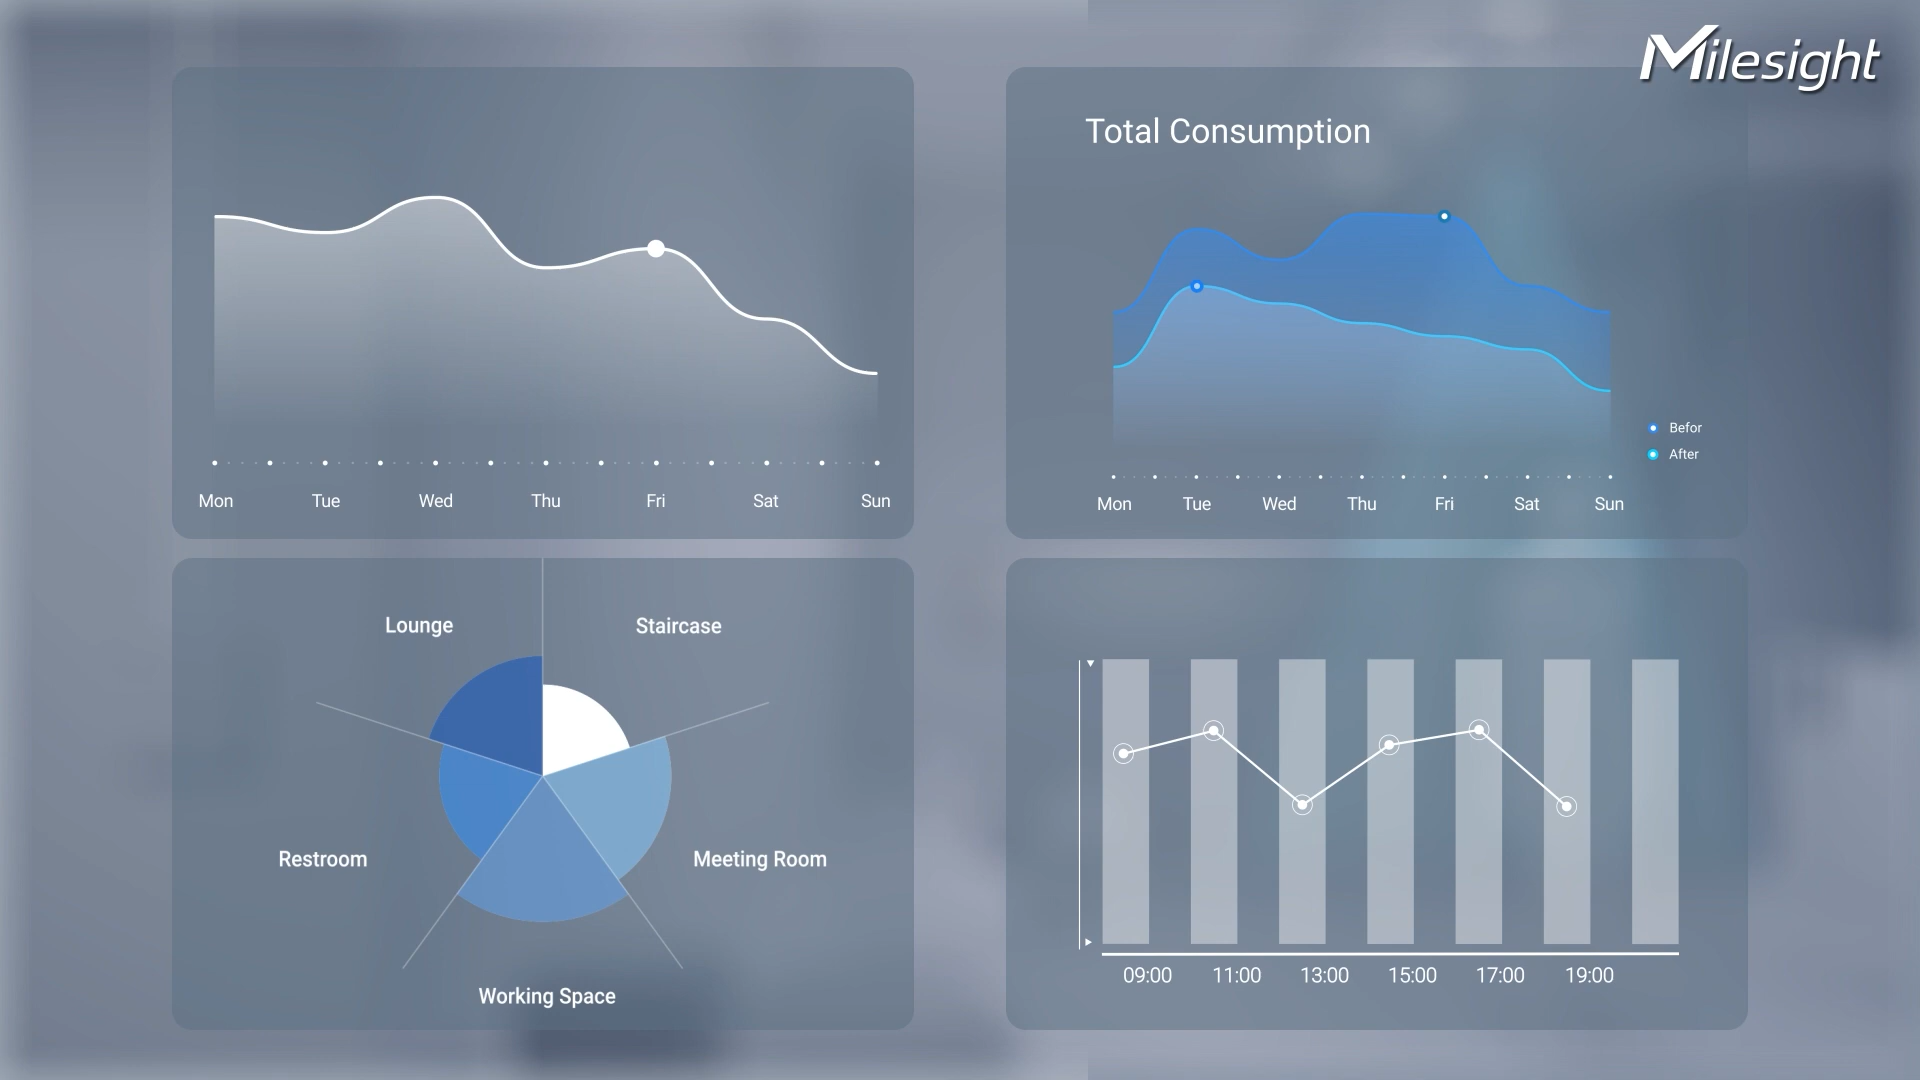 Milesight
Mon Tue Wed Thu Fri Sat Sun
Total Consumption
Befor
After
Mon Tue Wed Thu Fri Sat Sun
Lounge Staircase
Restroom Meeting Room
Working Space
09:00 11:00 13:00 15:00 17:00 19:00